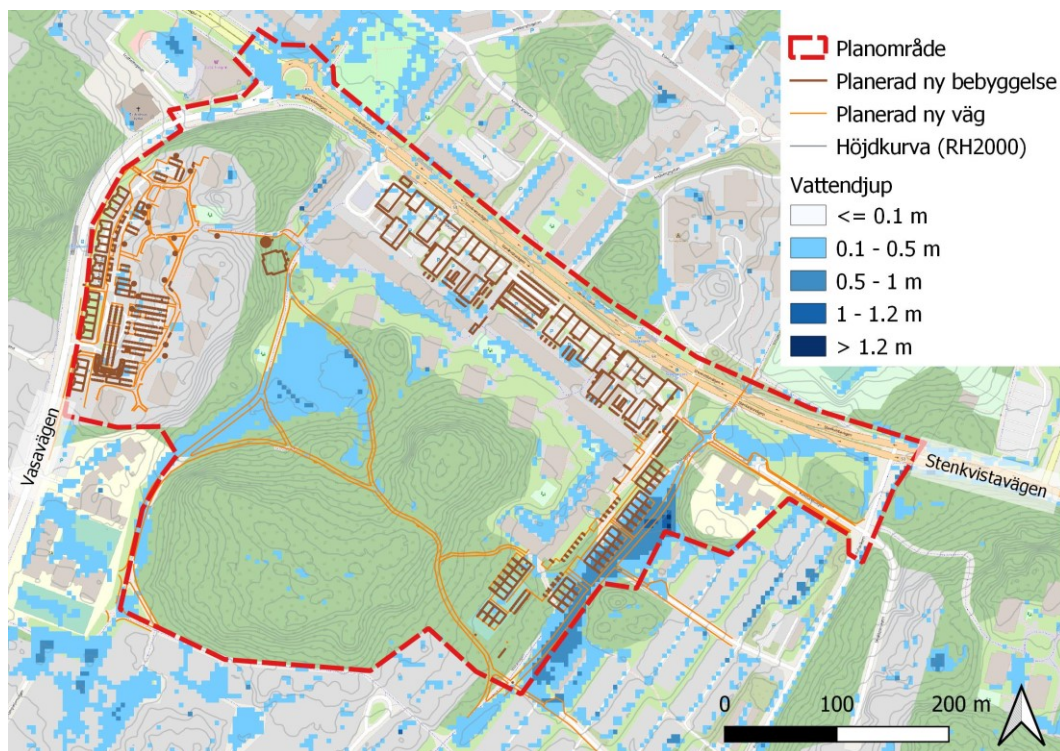 Planområde
Planerad ny bebyggelse
Planerad ny väg
Höjdkurva (RH2000)
Vattendjup
<= 0.1 m
0.1 - 0.5 m
0.5 - 1 m
1 - 1.2 m
> 1.2 m
Vasavägen
Stenkvistavägen
0 100 200 m